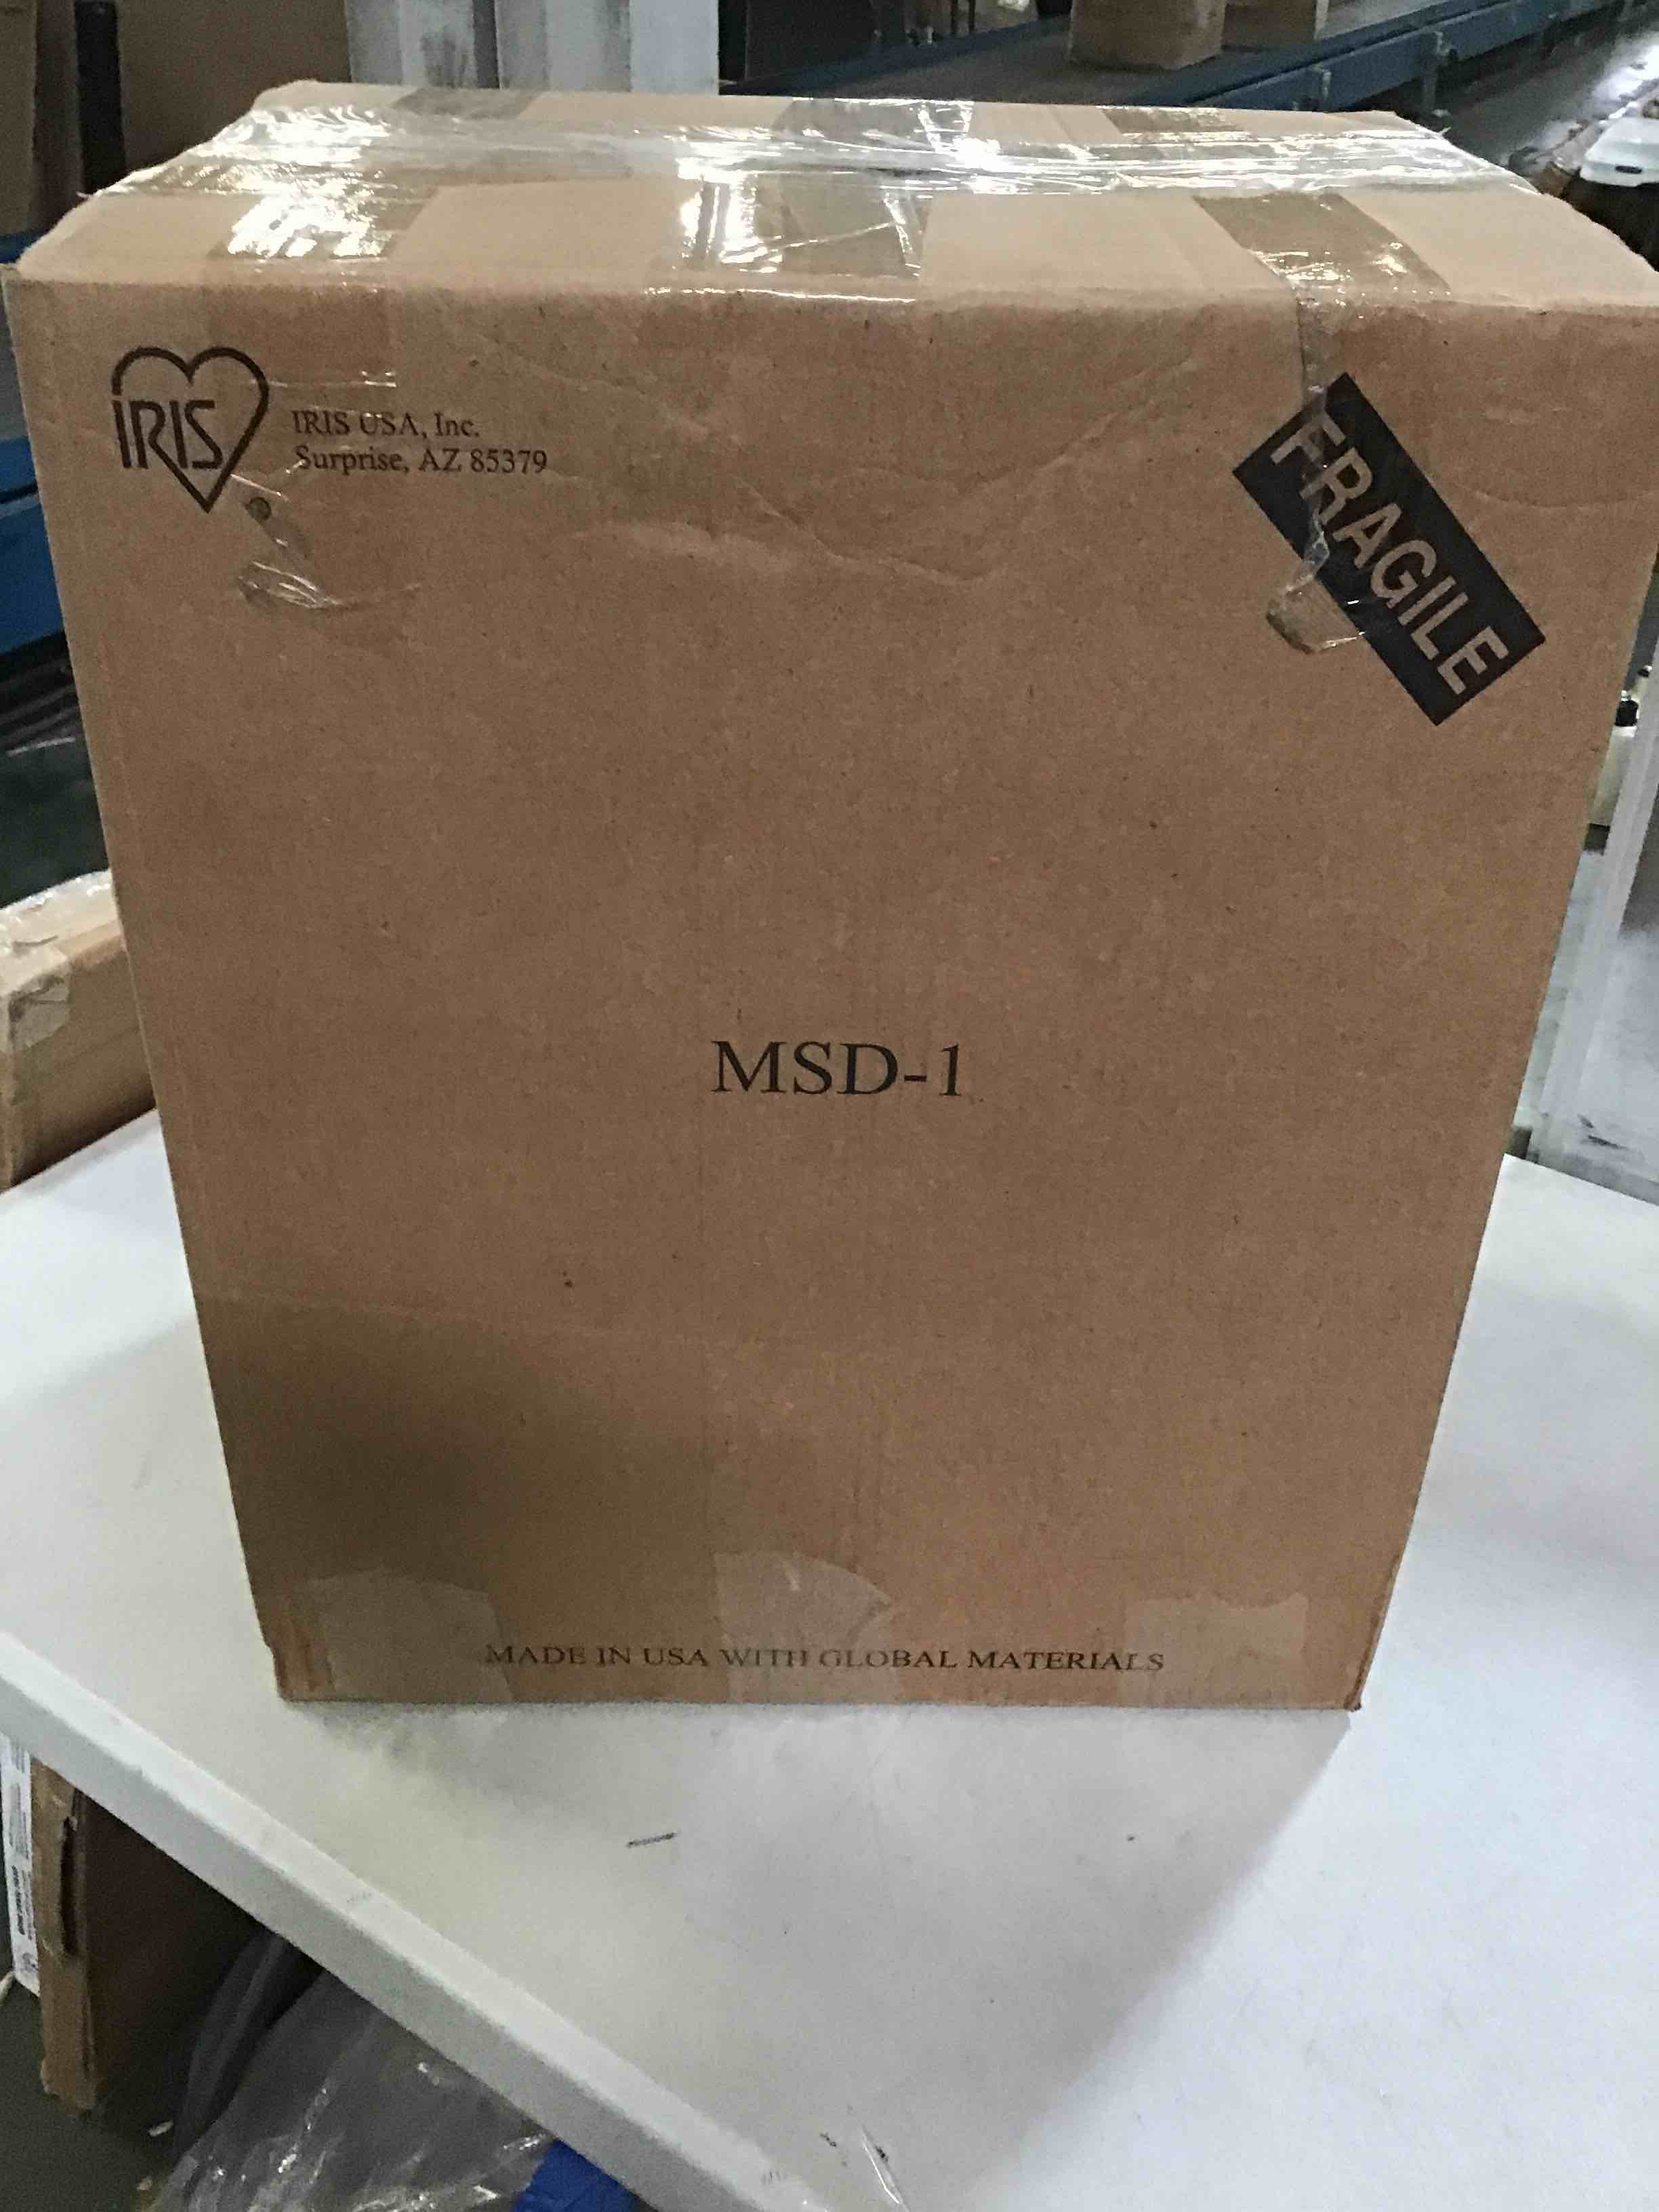 IRIS
IRIS USA, Inc.
Surprise, AZ 85379
FRAGILE
MSD-1
MADE IN USA WITH GLOBAL MATERIALS